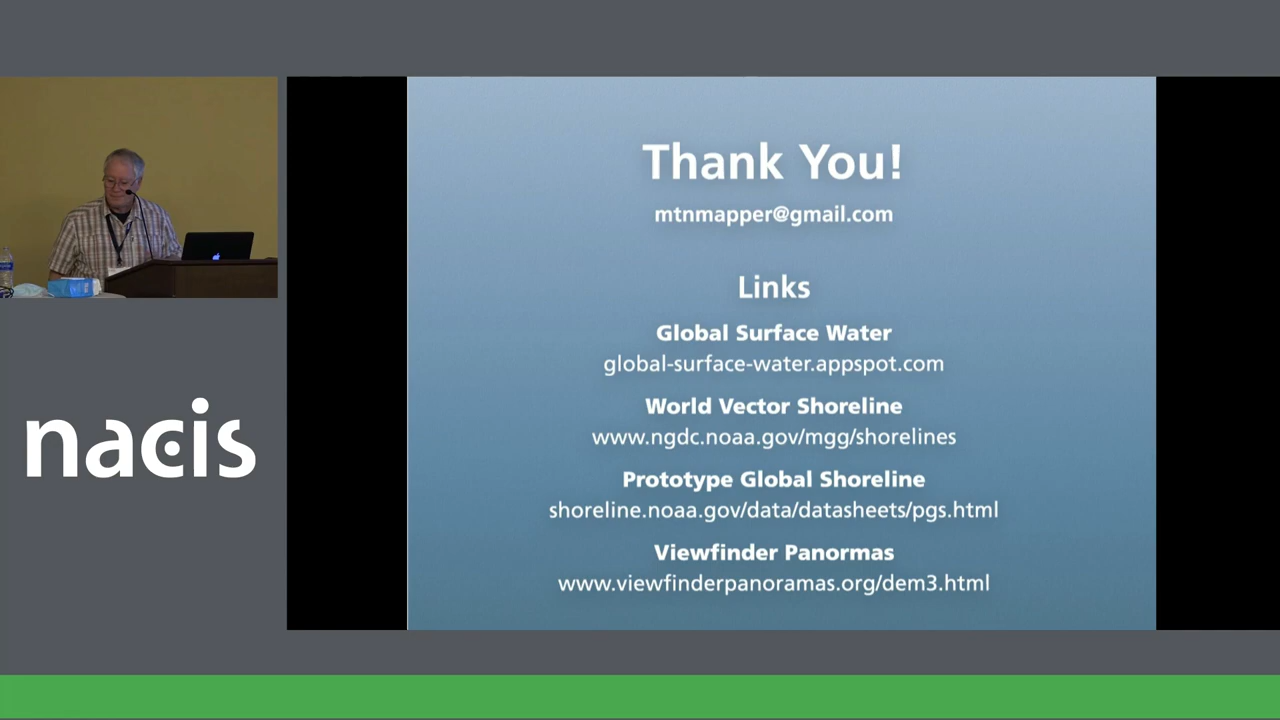 Thank You!
mtnmapper@gmail.com
Links
Global Surface Water
global-surface-water.appspot.com
World Vector Shoreline
www.ngdc.noaa.gov/mgg/shorelines
Prototype Global Shoreline
shoreline.noaa.gov/data/datasheets/pgs.html
Viewfinder Panormas
www.viewfinderpanoramas.org/dem3.html
nacis